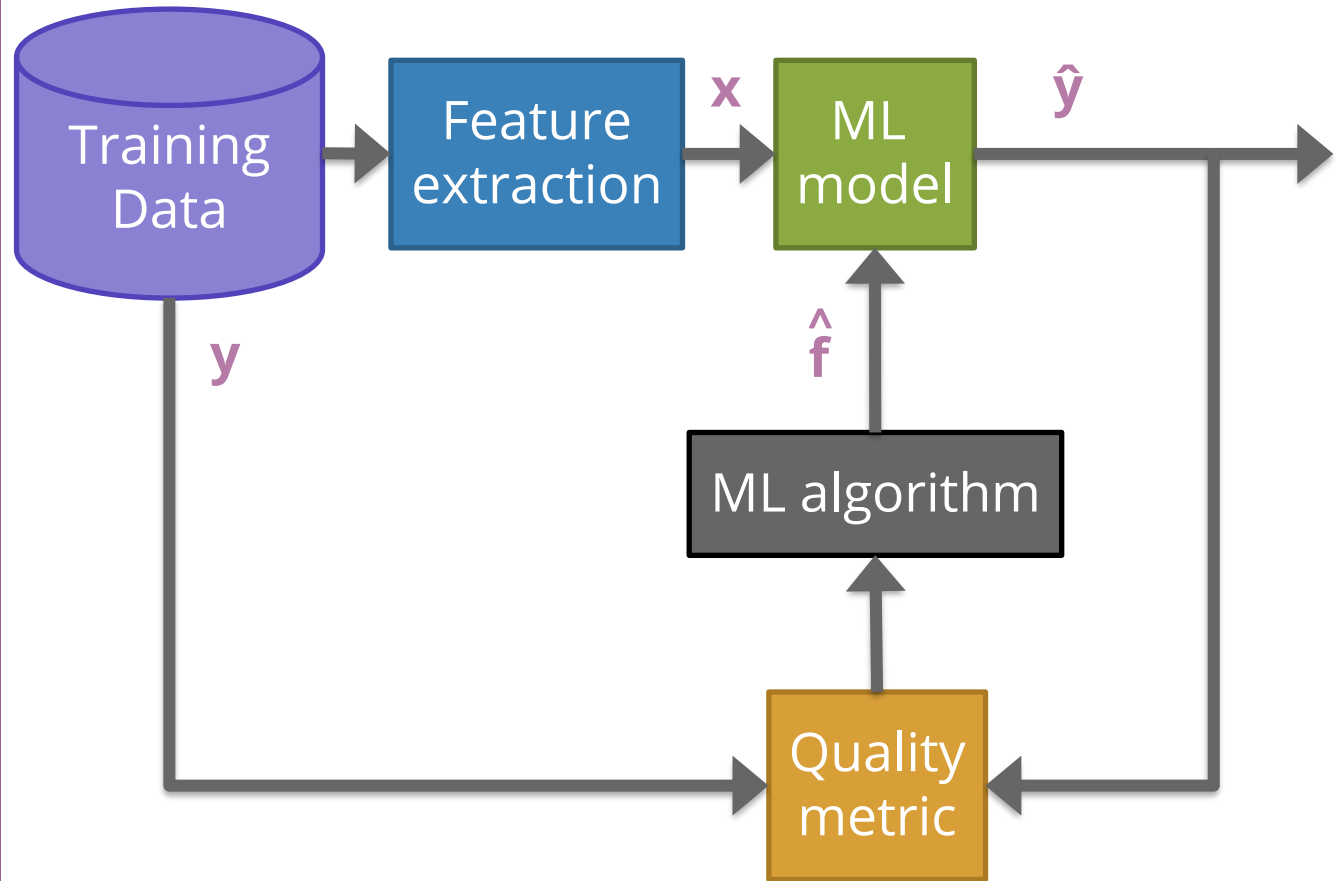 Training
Data
Feature
extraction
x
ML
model
ŷ
y
f̂
ML algorithm
Quality
metric